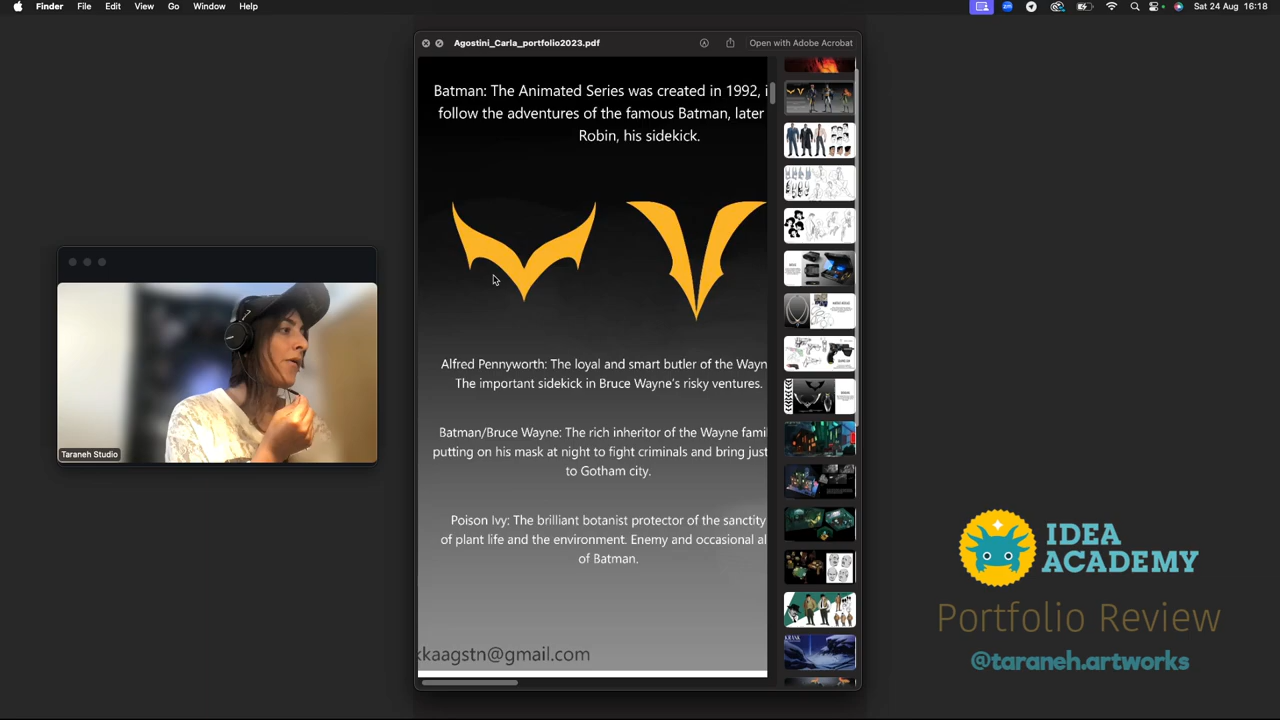 Finder File Edit View Go Window Help
Sat 24 Aug 16:18
Agostini_Carla_portfolio2023.pdf
Open with Adobe Acrobat
Batman: The Animated Series was created in 1992, i
follow the adventures of the famous Batman, later
Robin, his sidekick.
Alfred Pennyworth: The loyal and smart butler of the Wayn
The important sidekick in Bruce Wayne's risky ventures.
Batman/Bruce Wayne: The rich inheritor of the Wayne fami
putting on his mask at night to fight criminals and bring just
to Gotham city.
Poison Ivy: The brilliant botanist protector of the sanctity
of plant life and the environment. Enemy and occasional al
of Batman.
kaagstn@gmail.com
Taraneh Studio
IDEA
ACADEMY
Portfolio Review
@taraneh.artworks